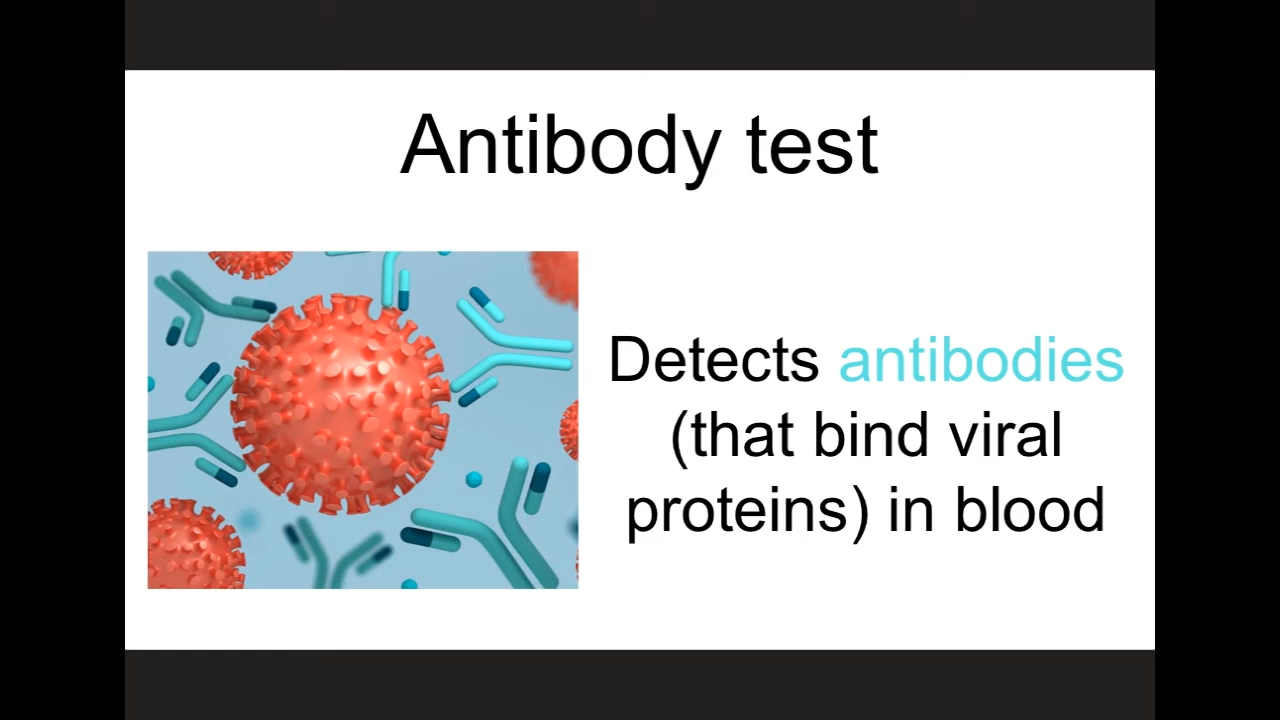 Antibody test
Detects antibodies
(that bind viral
proteins) in blood